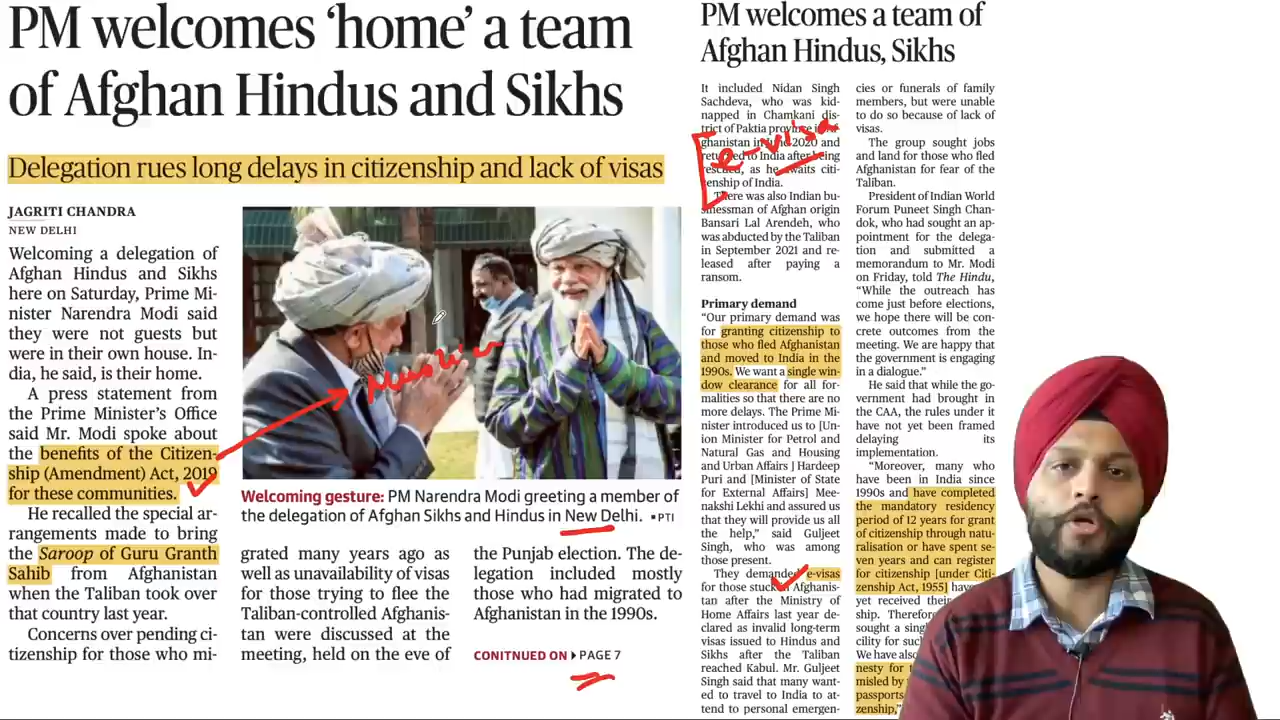 PM welcomes ‘home’ a team
of Afghan Hindus and Sikhs
Delegation rues long delays in citizenship and lack of visas
JAGRITI CHANDRA
NEW DELHI
Welcoming a delegation of
Afghan Hindus and Sikhs
here on Saturday, Prime Mi-
nister Narendra Modi said
they were not guests but
were in their own house. In-
dia, he said, is their home.
A press statement from
the Prime Minister’s Office
said Mr. Modi spoke about
the benefits of the Citizen-
ship (Amendment) Act, 2019
for these communities.
He recalled the special ar-
rangements made to bring
the Saroop of Guru Granth
Sahib from Afghanistan
when the Taliban took over
that country last year.
Concerns over pending ci-
tizenship for those who mi-
Welcoming gesture: PM Narendra Modi greeting a member of
the delegation of Afghan Sikhs and Hindus in New Delhi. ▪PTI
grated many years ago as
well as unavailability of visas
for those trying to flee the
Taliban-controlled Afghanis-
tan were discussed at the
meeting, held on the eve of
the Punjab election. The de-
legation included mostly
those who had migrated to
Afghanistan in the 1990s.
CONITNUED ON ▸ PAGE 7
PM welcomes a team of
Afghan Hindus, Sikhs
It included Nidan Singh
Sachdeva, who was kid-
napped in Chamkani dis-
trict of Paktia province
ghanistan in 2020 and
returned to India after being
rescued, as he awaits citi-
zenship of India.
There was also Indian bu-
sinessman of Afghan origin
Bansari Lal Arendeh, who
was abducted by the Taliban
in September 2021 and re-
leased after paying a
ransom.
Primary demand
“Our primary demand was
for granting citizenship to
those who fled Afghanistan
and moved to India in the
1990s. We want a single win-
dow clearance for all for-
malities so that there are no
more delays. The Prime Mi-
nister introduced us to [Un-
ion Minister for Petrol and
Natural Gas and Housing
and Urban Affairs ] Hardeep
Puri and [Minister of State
for External Affairs] Mee-
nakshi Lekhi and assured us
that they will provide us all
the help,” said Guljeet
Singh, who was among
those present.
They demanded e-visas
for those stuck in Afghanis-
tan after the Ministry of
Home Affairs last year de-
clared as invalid long-term
visas issued to Hindus and
Sikhs after the Taliban
reached Kabul. Mr. Guljeet
Singh said that many want-
ed to travel to India to at-
tend to personal emergen-
cies or funerals of family
members, but were unable
to do so because of lack of
visas.
The group sought jobs
and land for those who fled
Afghanistan for fear of the
Taliban.
President of Indian World
Forum Puneet Singh Chan-
dok, who had sought an ap-
pointment for the delega-
tion and submitted a
memorandum to Mr. Modi
on Friday, told The Hindu,
“While the outreach has
come just before elections,
we hope there will be con-
crete outcomes from the
meeting. We are happy that
the government is engaging
in a dialogue.”
He said that while the go-
vernment had brought in
the CAA, the rules under it
have not yet been framed
delaying its
implementation.
“Moreover, many who
have been in India since
1990s and have completed
the mandatory residency
period of 12 years for grant
of citizenship through natu-
ralisation or have spent se-
ven years and can register
for citizenship [under Citi-
zenship Act, 1955]
yet received their
ship. Therefore
sought a sing
cility for suc
We have also
nesty for
misled by
passports
zenship,”
e-visa